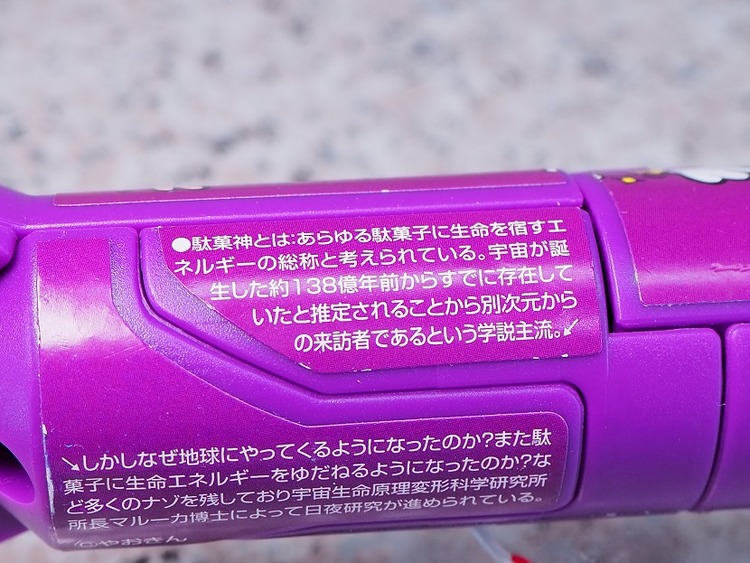 ●駄菓神とは:あらゆる駄菓子に生命を宿すエ
ネルギーの総称と考えられている。宇宙が誕
生した約138億年前からすでに存在して
いたと推定されることから別次元から
の来訪者であるという学説主流。↙
↘しかしなぜ地球にやってくるようになったのか?また駄
菓子に生命エネルギーをゆだねるようになったのか?な
ど多くのナゾを残しており宇宙生命原理変形科学研究所
所長マルーカ博士によって日夜研究が進められている。
©やおきん